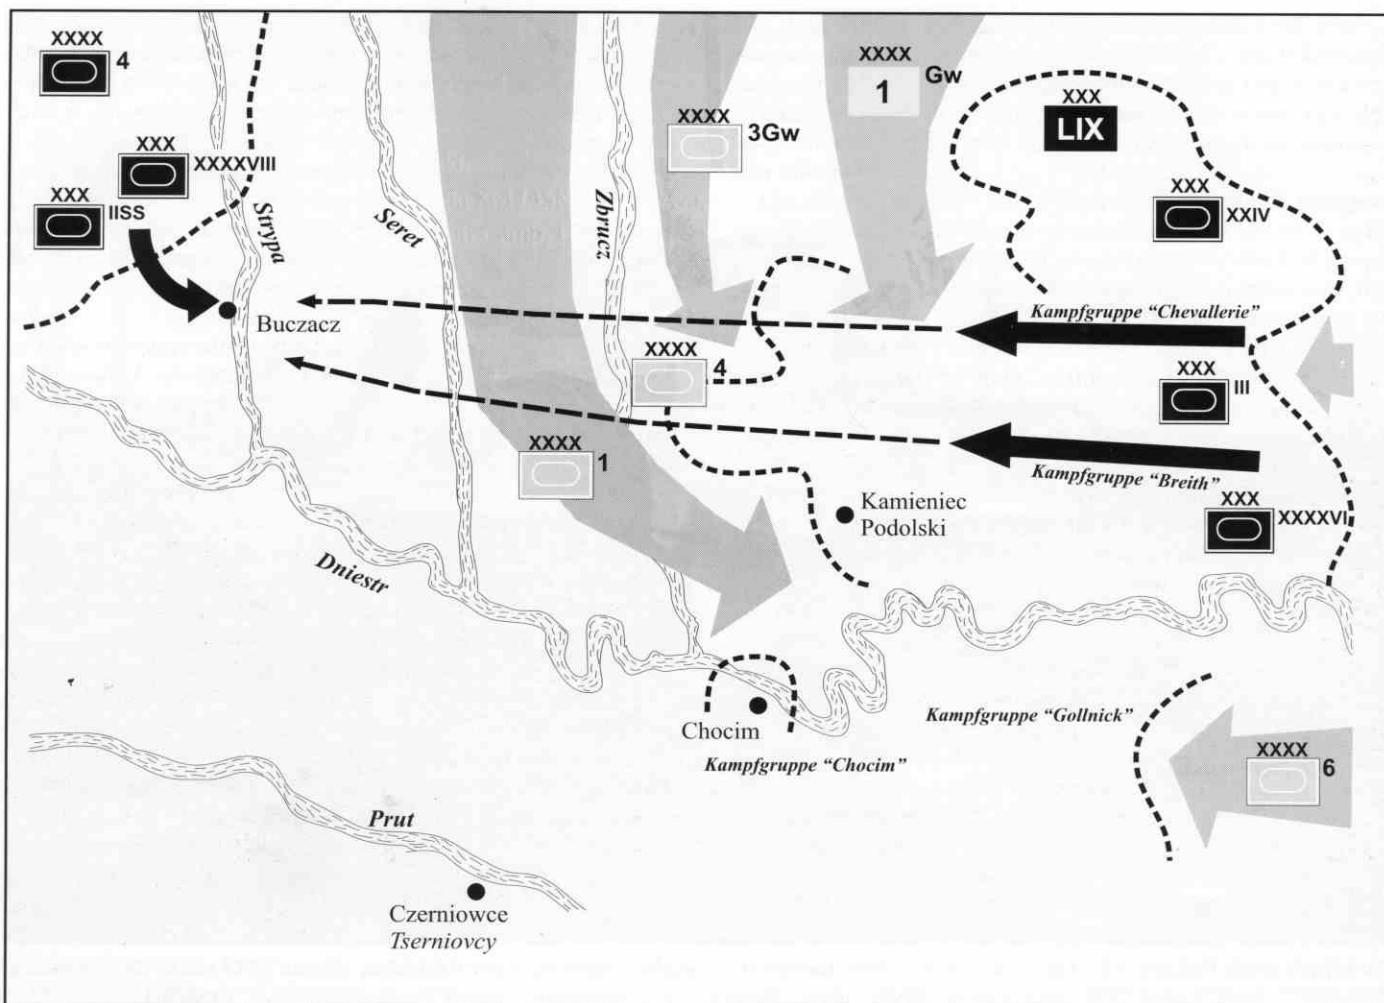 XXXX
4
XXX
XXXXVIII
XXX
IISS
Strypa
Seret
Zbrucz
XXXX
3Gw
XXXX
1
Gw
XXX
LIX
XXX
XXIV
Buczacz
Kampfgruppe “Chevallerie”
XXXX
4
XXX
III
XXXX
1
Kampfgruppe “Breith”
Kamieniec
Podolski
XXX
XXXXVI
Dniestr
Chocim
Kampfgruppe “Chocim”
Kampfgruppe “Gollnick”
XXXX
6
Prut
Czerniowce
Tserniovcy